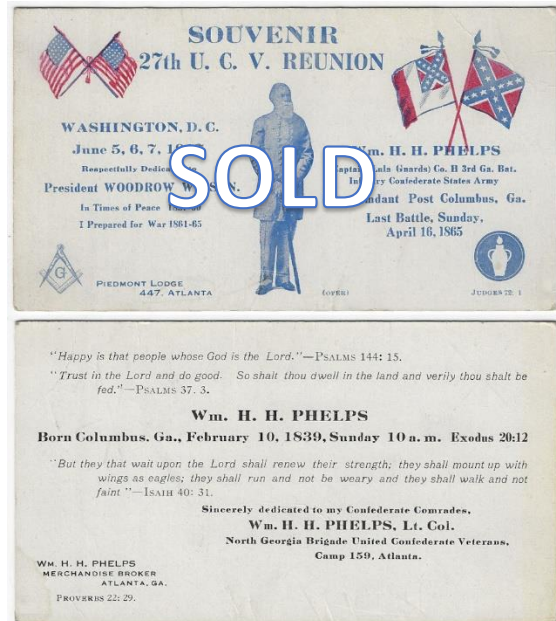 SOUVENIR
27th U. C. V. REUNION
WASHINGTON, D. C.
June 5, 6, 7,
Respectfully
President WOODROW
In Times of Peace
I Prepared for War 1861-65
SOLD
Wm. H. H. PHELPS
Guards) Co. H 3rd Ga. Bat.
Confederate States Army
Post Columbus, Ga.
Last Battle, Sunday,
April 16, 1865
G
PIEDMONT LODGE
447, ATLANTA
(OVER)
JUDGES
"Happy is that people whose God is the Lord."—PSALMS 144: 15.
"Trust in the Lord and do good. So shalt thou dwell in the land and verily thou shalt be
fed."—PSALMS 37. 3.
Wm. H. H. PHELPS
Born Columbus, Ga., February 10, 1839, Sunday 10 a. m. Exodus 20:12
"But they that wait upon the Lord shall renew their strength; they shall mount up with
wings as eagles; they shall run and not be weary and they shall walk and not
faint"—ISAIH 40: 31.
Sincerely dedicated to my Confederate Comrades,
Wm. H. H. PHELPS, Lt. Col.
North Georgia Brigade United Confederate Veterans,
Camp 159, Atlanta.
WM. H. H. PHELPS
MERCHANDISE BROKER
ATLANTA, GA.
PROVERBS 22: 29.